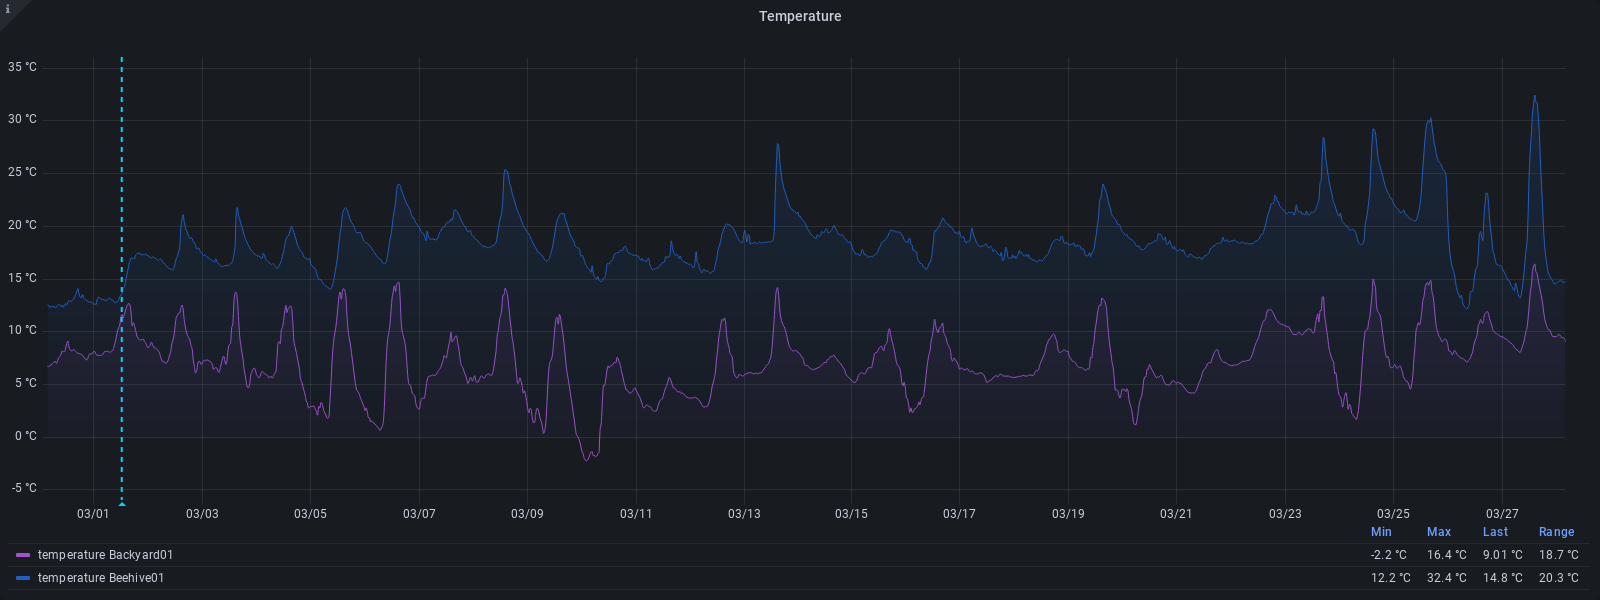 i
Temperature
35 °C
30 °C
25 °C
20 °C
15 °C
10 °C
5 °C
0 °C
-5 °C
03/01 03/03 03/05 03/07 03/09 03/11 03/13 03/15 03/17 03/19 03/21 03/23 03/25 03/27
Min Max Last Range
temperature Backyard01 -2.2 °C 16.4 °C 9.01 °C 18.7 °C
temperature Beehive01 12.2 °C 32.4 °C 14.8 °C 20.3 °C